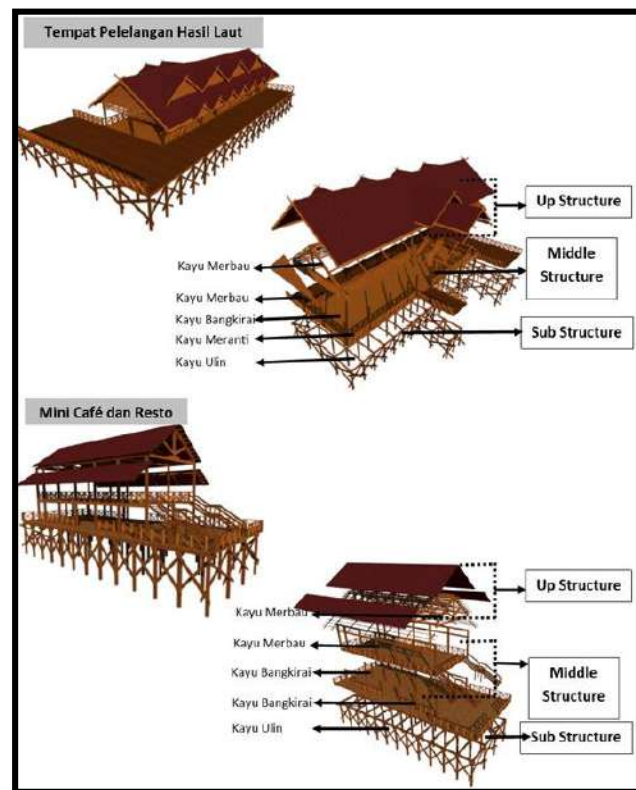 Tempat Pelelangan Hasil Laut
Up Structure
Kayu Merbau
Middle
Structure
Kayu Merbau
Kayu Bangkirai
Sub Structure
Kayu Meranti
Kayu Ulin
Mini Café dan Resto
Up Structure
Kayu Merbau
Kayu Merbau
Kayu Bangkirai
Middle
Structure
Kayu Bangkirai
Kayu Ulin
Sub Structure